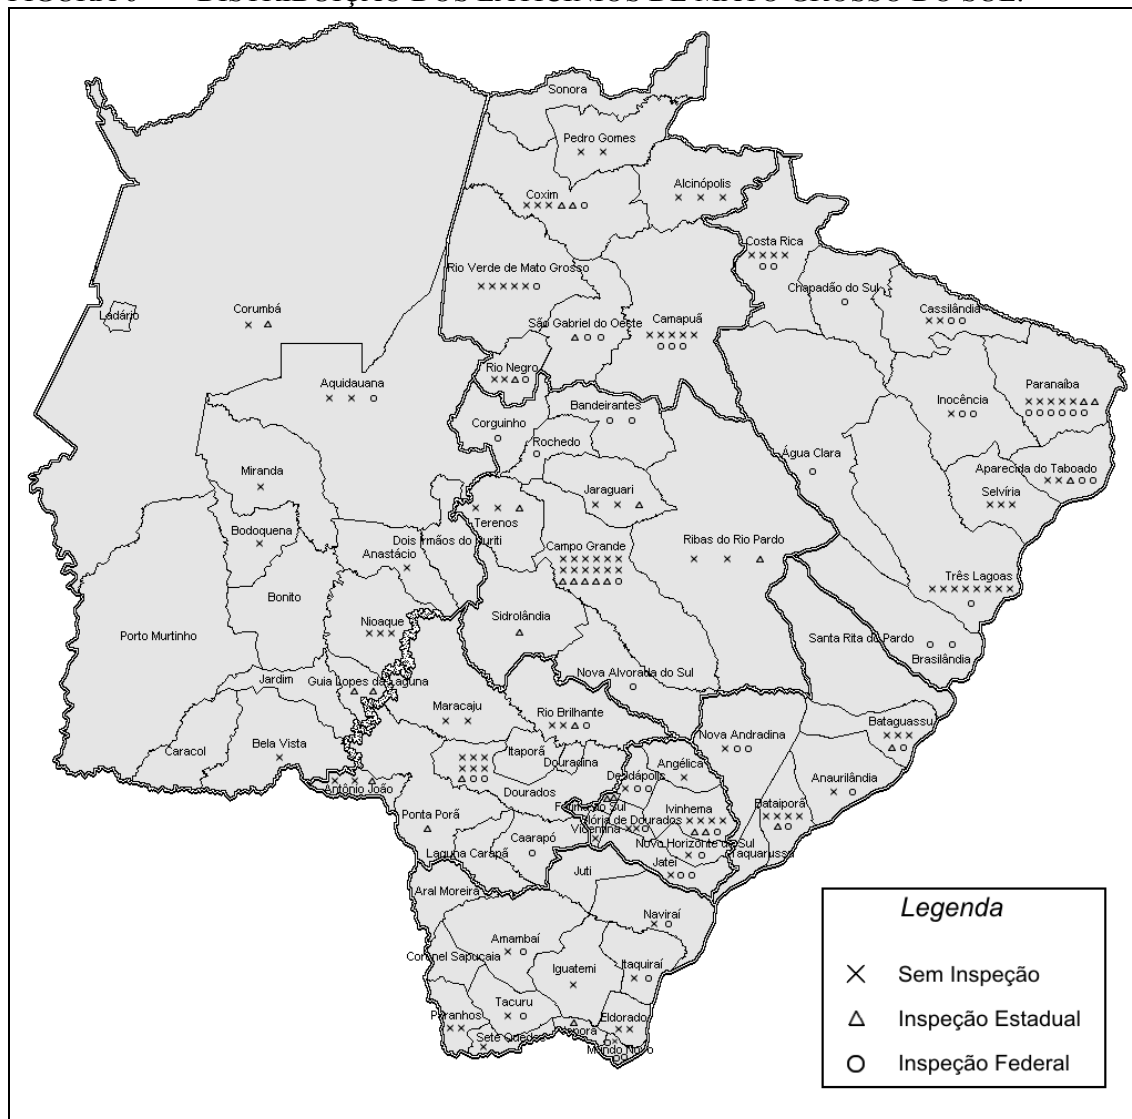 Sonora
Pedro Gomes
Alcinópolis
Coxim
Costa Rica
Rio Verde de Mato Grosso
Chapadão do Sul
Corumbá
Ladário
Cassilândia
São Gabriel do Oeste
Camapuã
Rio Negro
Aquidauana
Paranaíba
Inocência
Bandeirantes
Corguinho
Rochedo
Água Clara
Aparecida do Taboado
Miranda
Jaraguari
Selvíria
Terenos
Bodoquena
Dois Irmãos do Buriti
Ribas do Rio Pardo
Campo Grande
Anastácio
Três Lagoas
Bonito
Nioaque
Sidrolândia
Porto Murtinho
Santa Rita do Pardo
Brasilândia
Jardim
Guia Lopes da Laguna
Nova Alvorada do Sul
Maracaju
Rio Brilhante
Bataguassu
Nova Andradina
Bela Vista
Caracol
Itaporã
Douradina
Angélica
Deodápolis
Anaurilândia
Antônio João
Dourados
Ivinhema
Bataiporã
Ponta Porã
Glória de Dourados
Vicentina
Caarapó
Novo Horizonte do Sul
Laguna Carapã
Jateí
Taquarussu
Juti
Aral Moreira
Naviraí
Amambaí
Coronel Sapucaia
Iguatemi
Itaquiraí
Tacuru
Paranhos
Eldorado
Sete Quedas
Mundo Novo
Legenda
Sem Inspeção
Inspeção Estadual
Inspeção Federal